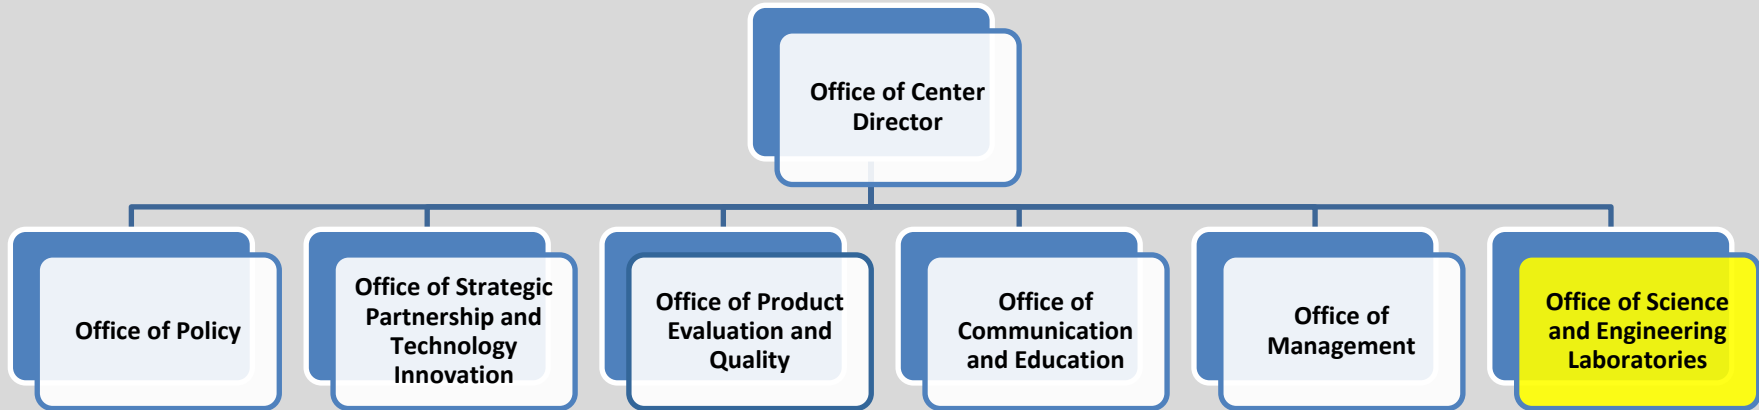 Office of Center
Director
Office of Policy
Office of Strategic
Partnership and
Technology
Innovation
Office of Product
Evaluation and
Quality
Office of
Communication
and Education
Office of
Management
Office of Science
and Engineering
Laboratories